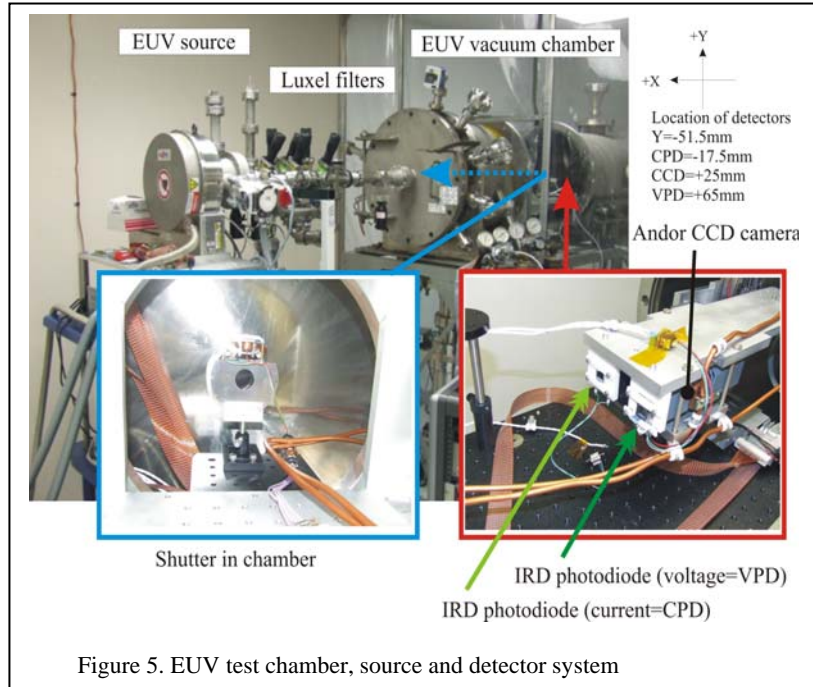 EUV source
Luxel filters
EUV vacuum chamber
+Y
+X
Location of detectors
Y=-51.5mm
CPD=-17.5mm
CCD=+25mm
VPD=+65mm
Andor CCD camera
Shutter in chamber
IRD photodiode (voltage=VPD)
IRD photodiode (current=CPD)
Figure 5. EUV test chamber, source and detector system